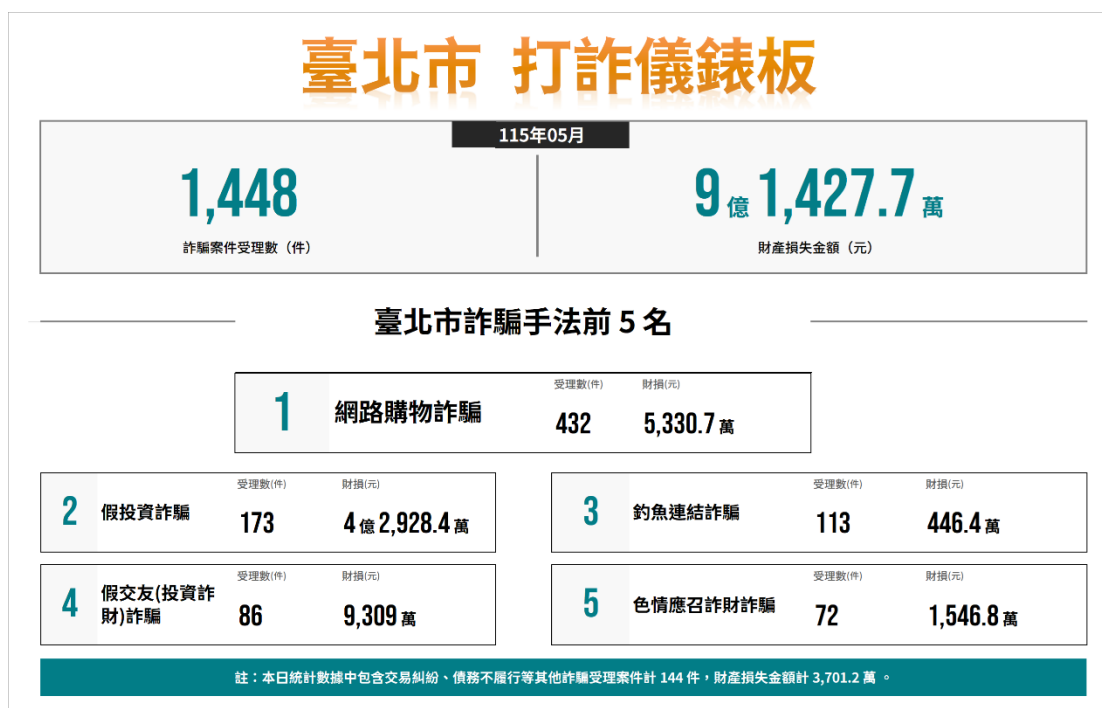 臺北市 打詐儀錶板
115年05月
1,448
詐騙案件受理數（件）
9億1,427.7萬
財產損失金額（元）
臺北市詐騙手法前 5 名
1
網路購物詐騙
受理數(件)
432
財損(元)
5,330.7 萬
2
假投資詐騙
受理數(件)
173
財損(元)
4億2,928.4萬
3
釣魚連結詐騙
受理數(件)
113
財損(元)
446.4萬
4
假交友(投資詐
財)詐騙
受理數(件)
86
財損(元)
9,309萬
5
色情應召詐財詐騙
受理數(件)
72
財損(元)
1,546.8萬
註：本日統計數據中包含交易糾紛、債務不履行等其他詐騙受理案件計 144 件，財產損失金額計 3,701.2 萬 。